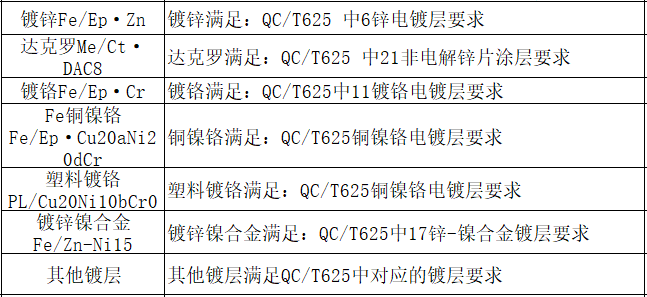 镀锌Fe/Ep·Zn
镀锌满足: QC/T625 中6锌电镀层要求
达克罗Me/Ct·
DAC8
达克罗满足: QC/T625 中21非电解锌片涂层要求
镀铬Fe/Ep·Cr
镀铬满足: QC/T625中11镀铬电镀层要求
Fe铜镍铬
Fe/Ep·Cu20aNi2
0dCr
铜镍铬满足: QC/T625铜镍铬电镀层要求
塑料镀铬
PL/Cu20Ni10bCr0
塑料镀铬满足: QC/T625铜镍铬电镀层要求
镀锌镍合金
Fe/Zn-Ni15
镀锌镍合金满足: QC/T625中17锌-镍合金镀层要求
其他镀层
其他镀层满足QC/T625中对应的镀层要求